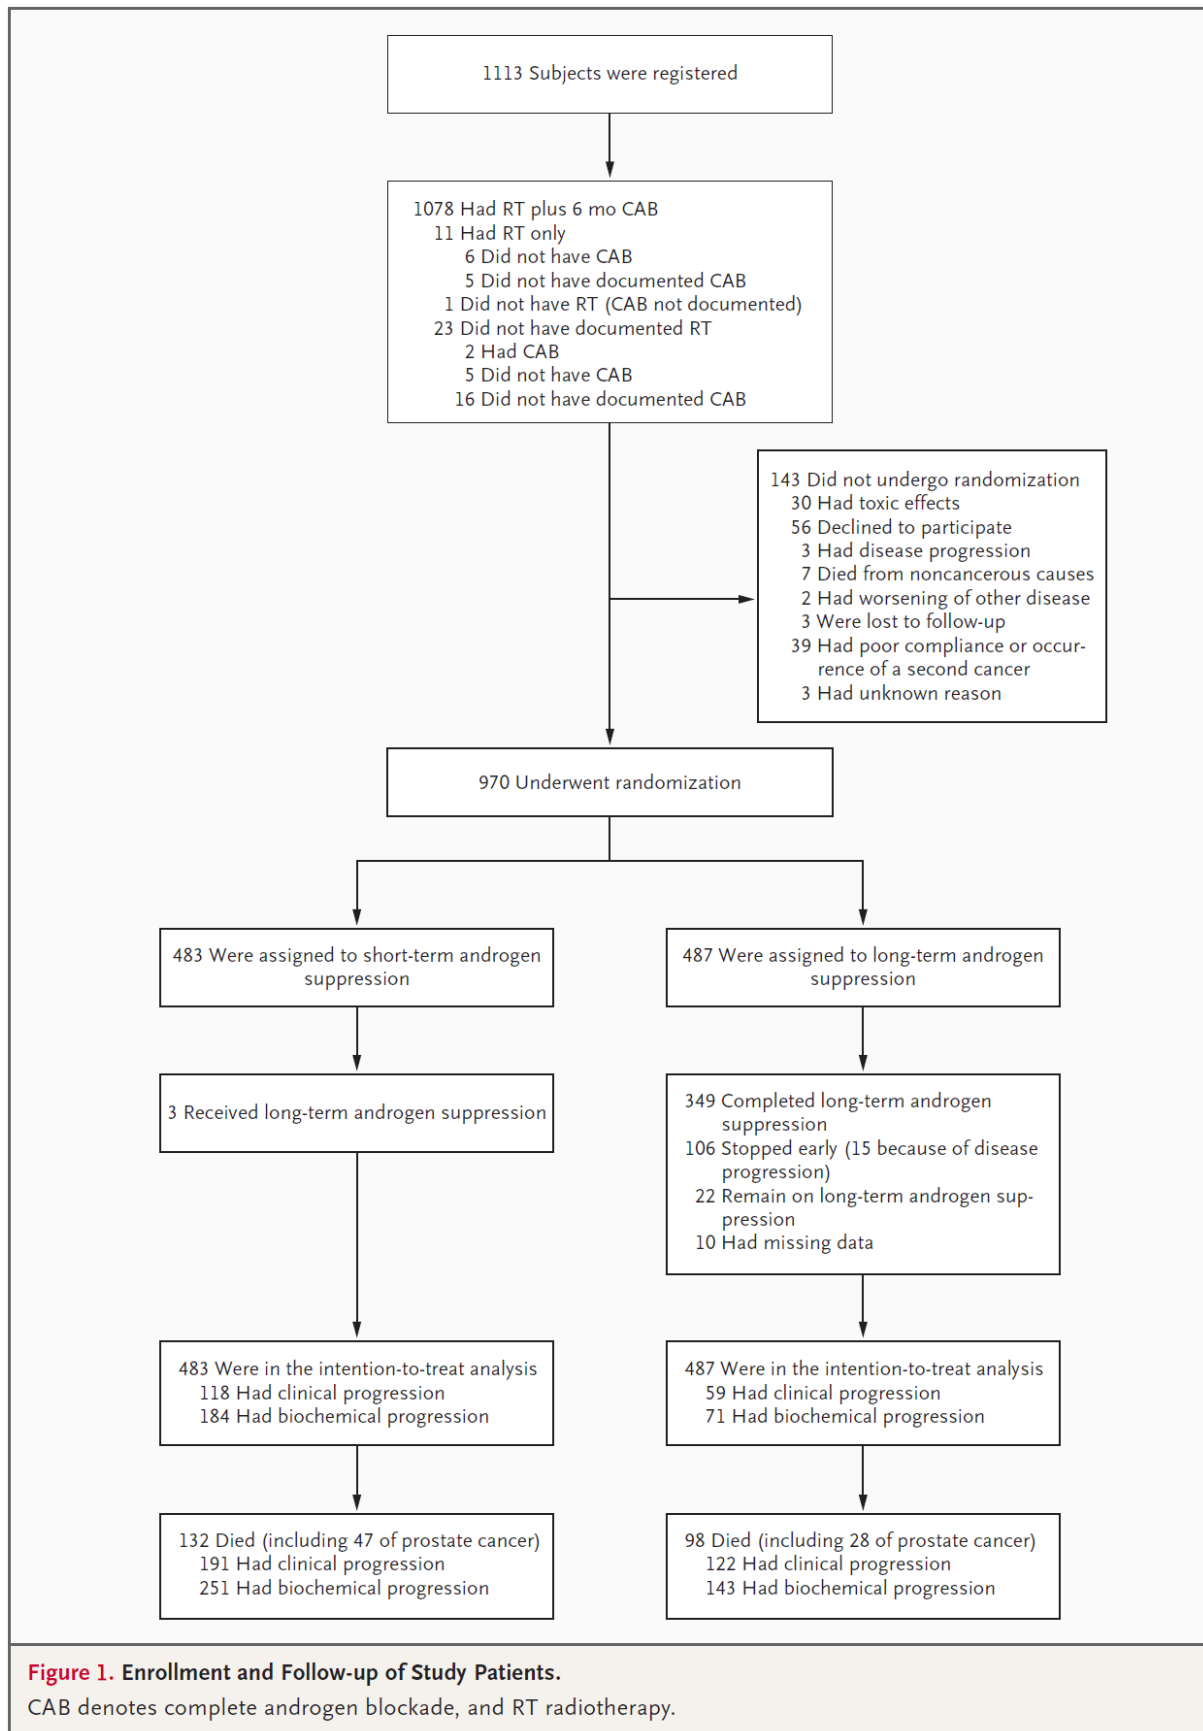 1113 Subjects were registered
1078 Had RT plus 6 mo CAB
11 Had RT only
6 Did not have CAB
5 Did not have documented CAB
1 Did not have RT (CAB not documented)
23 Did not have documented RT
2 Had CAB
5 Did not have CAB
16 Did not have documented CAB
143 Did not undergo randomization
30 Had toxic effects
56 Declined to participate
3 Had disease progression
7 Died from noncancerous causes
2 Had worsening of other disease
3 Were lost to follow-up
39 Had poor compliance or occur-
rence of a second cancer
3 Had unknown reason
970 Underwent randomization
483 Were assigned to short-term androgen
suppression
487 Were assigned to long-term androgen
suppression
3 Received long-term androgen suppression
349 Completed long-term androgen
suppression
106 Stopped early (15 because of disease
progression)
22 Remain on long-term androgen sup-
pression
10 Had missing data
483 Were in the intention-to-treat analysis
118 Had clinical progression
184 Had biochemical progression
487 Were in the intention-to-treat analysis
59 Had clinical progression
71 Had biochemical progression
132 Died (including 47 of prostate cancer)
191 Had clinical progression
251 Had biochemical progression
98 Died (including 28 of prostate cancer)
122 Had clinical progression
143 Had biochemical progression
Figure 1. Enrollment and Follow-up of Study Patients.
CAB denotes complete androgen blockade, and RT radiotherapy.